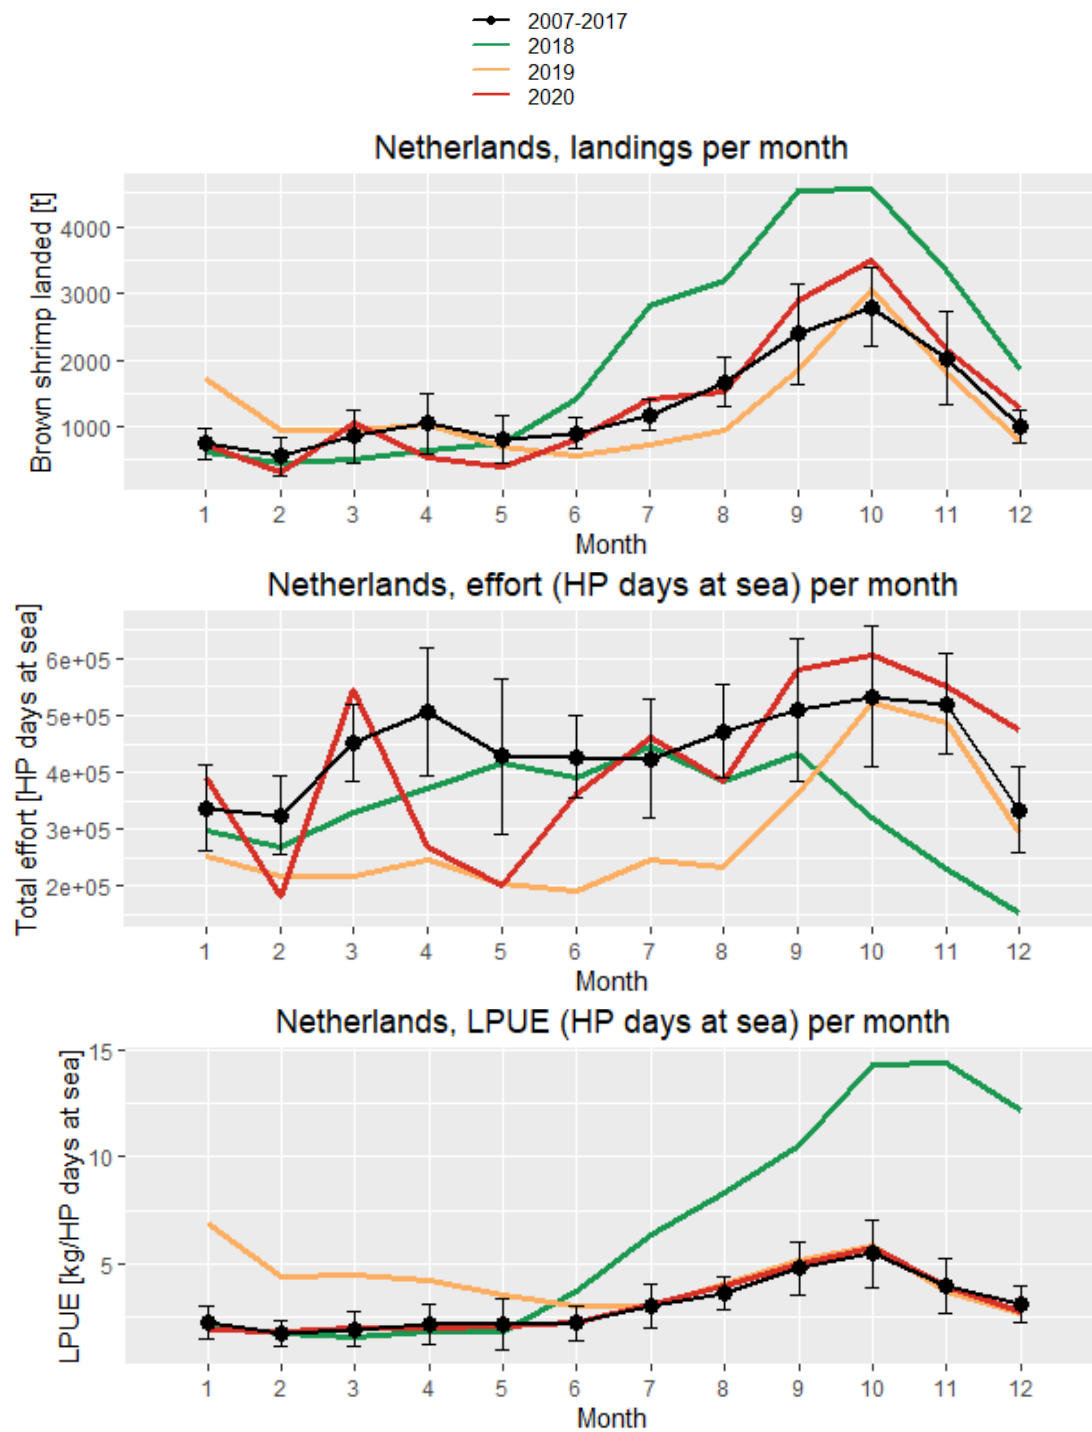 2007-2017
2018
2019
2020
Netherlands, landings per month
Brown shrimp landed [t]
4000
3000
2000
1000
1 2 3 4 5 6 7 8 9 10 11 12
Month
Netherlands, effort (HP days at sea) per month
Total effort [HP days at sea]
6e+05
5e+05
4e+05
3e+05
2e+05
1 2 3 4 5 6 7 8 9 10 11 12
Month
Netherlands, LPUE (HP days at sea) per month
LPUE [kg/HP days at sea]
15
10
5
1 2 3 4 5 6 7 8 9 10 11 12
Month